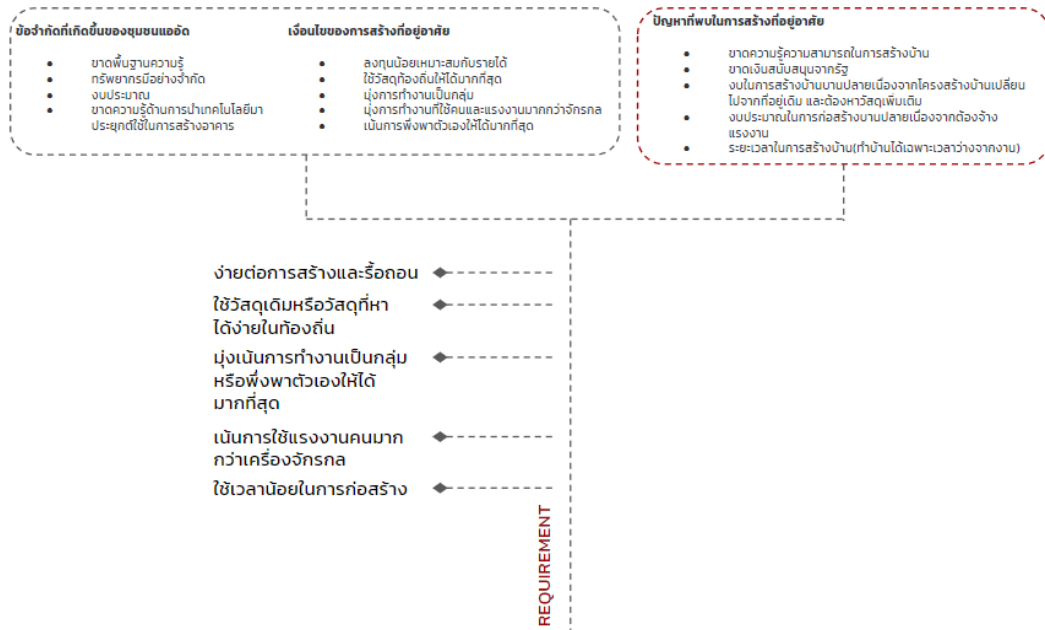 ข้อจำกัดที่เกิดขึ้นของชุมชนแออัด
ขาดพื้นฐานความรู้
ทรัพยากรมีอย่างจำกัด
งบประมาณ
ขาดความรู้ด้านการนำเทคโนโลยีมา
ประยุกต์ใช้ในการสร้างอาคาร
เงื่อนไขของการสร้างที่อยู่อาศัย
ลงทุนน้อยเหมาะสมกับรายได้
ใช้วัสดุท้องถิ่นให้ได้มากที่สุด
มุ่งการทำงานเป็นกลุ่ม
มุ่งการทำงานที่ใช้คนและแรงงานมากกว่าจักรกล
เน้นการพึ่งพาตัวเองให้ได้มากที่สุด
ปัญหาที่พบในการสร้างที่อยู่อาศัย
ขาดความรู้ความสามารถในการสร้างบ้าน
ขาดเงินสนับสนุนจากรัฐ
งบในการสร้างบ้านบานปลายเนื่องจากโครงสร้างบ้านเปลี่ยน
ไปจากที่อยู่เดิม และต้องหาวัสดุเพิ่มเติม
งบประมาณในการก่อสร้างบานปลายเนื่องจากต้องจ้าง
แรงงาน
ระยะเวลาในการสร้างบ้าน(ทำบ้านได้เฉพาะเวลาว่างจากงาน)
ง่ายต่อการสร้างและรื้อถอน
ใช้วัสดุเดิมหรือวัสดุที่หา
ได้ง่ายในท้องถิ่น
มุ่งเน้นการทำงานเป็นกลุ่ม
หรือพึ่งพาตัวเองให้ได้
มากที่สุด
เน้นการใช้แรงงานคนมาก
กว่าเครื่องจักรกล
ใช้เวลาน้อยในการก่อสร้าง
REQUIREMENT